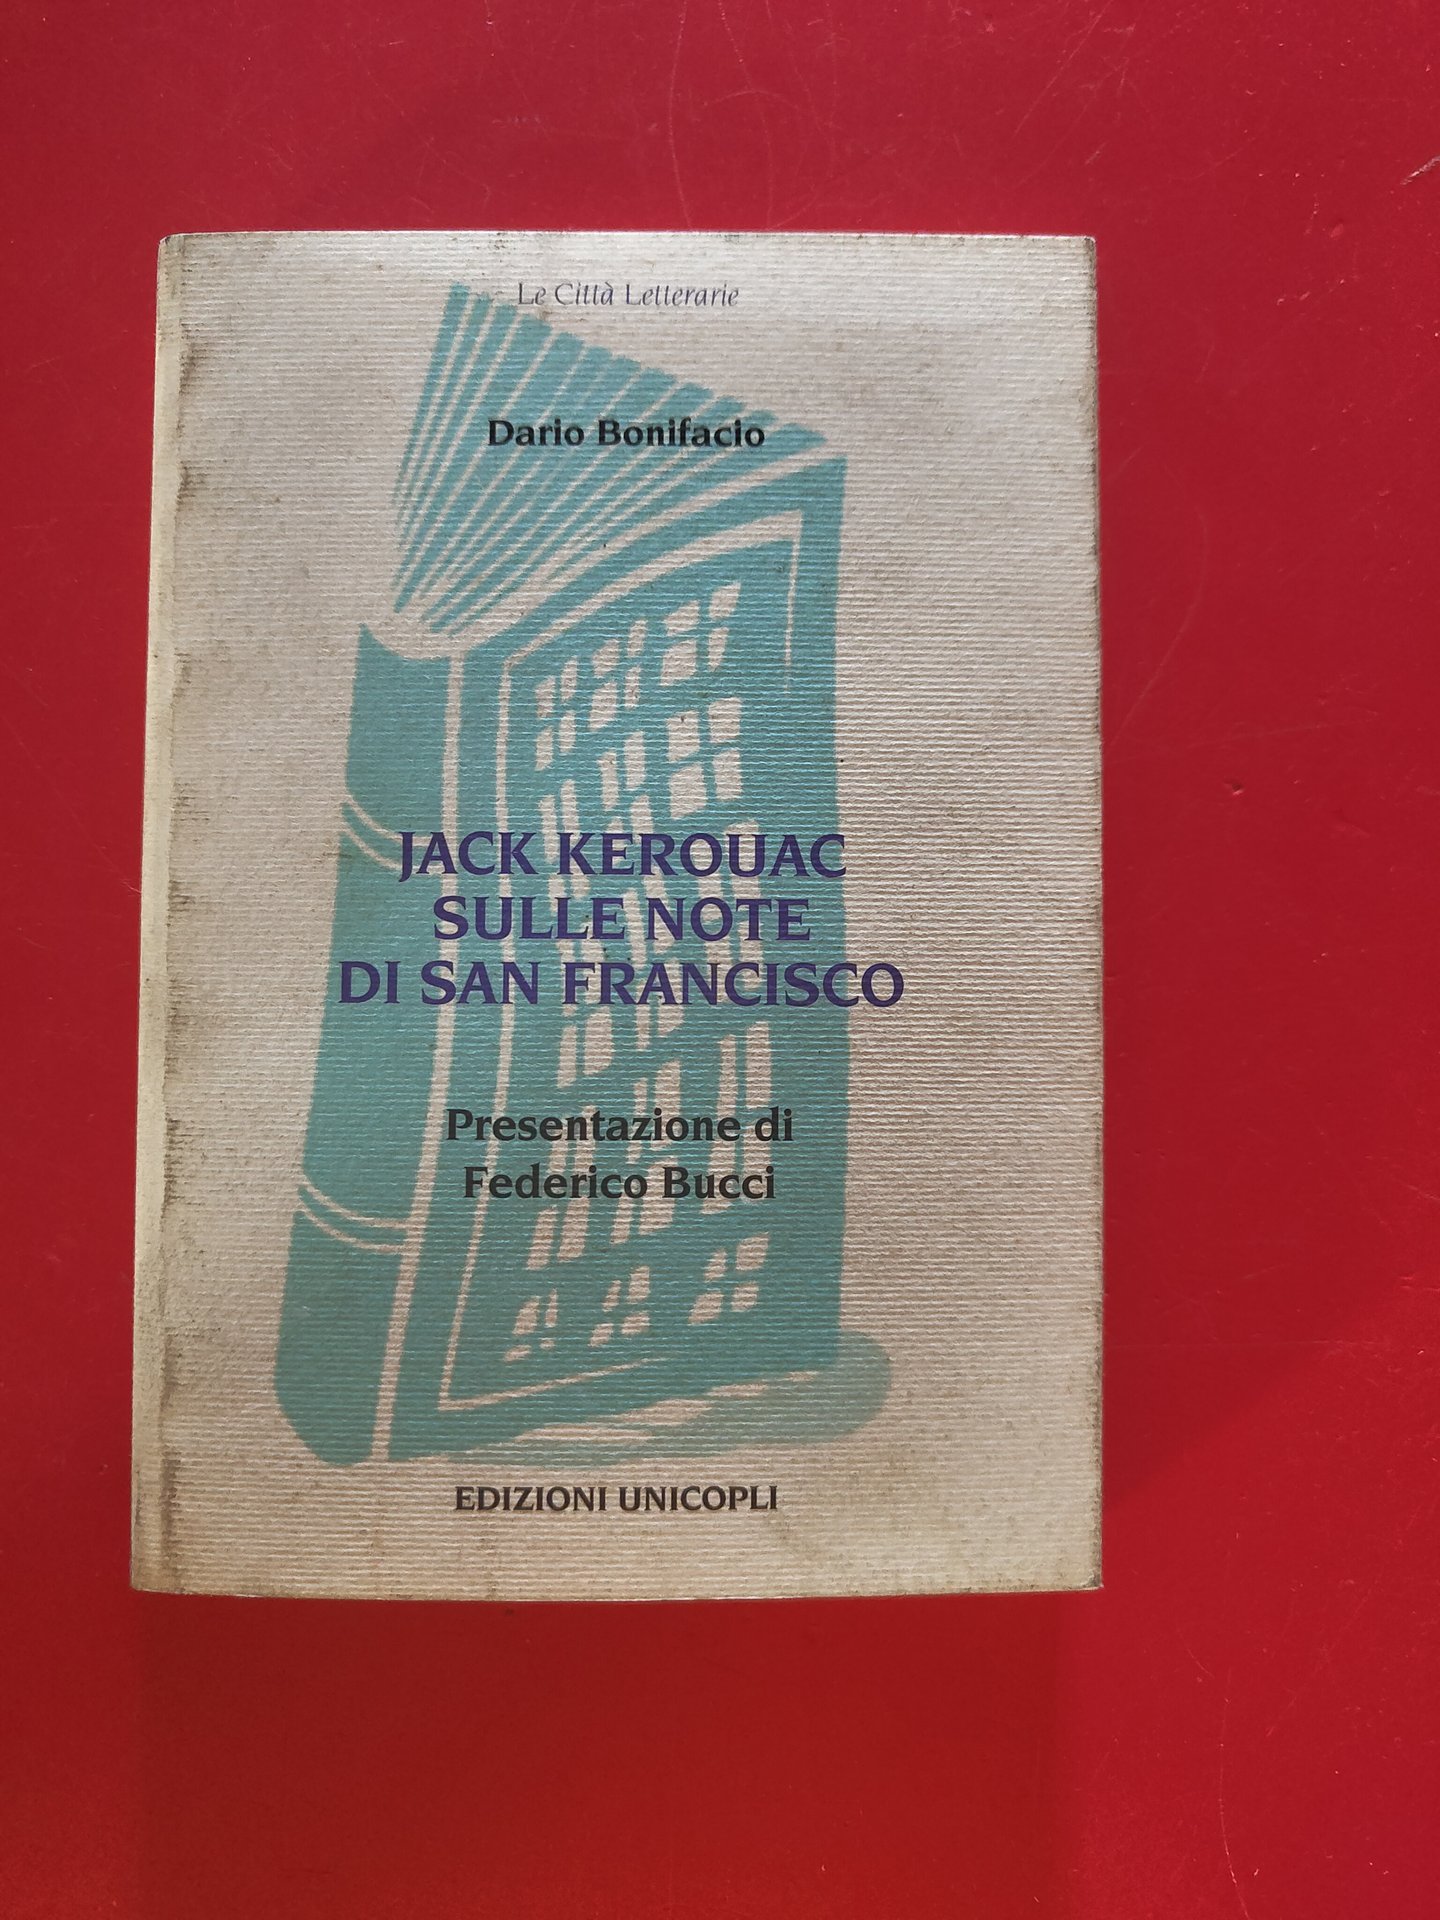 Le Città Letterarie
Dario Bonifacio
JACK KEROUAC
SULLE NOTE
DI SAN FRANCISCO
Presentazione di
Federico Bucci
EDIZIONI UNICOPLI